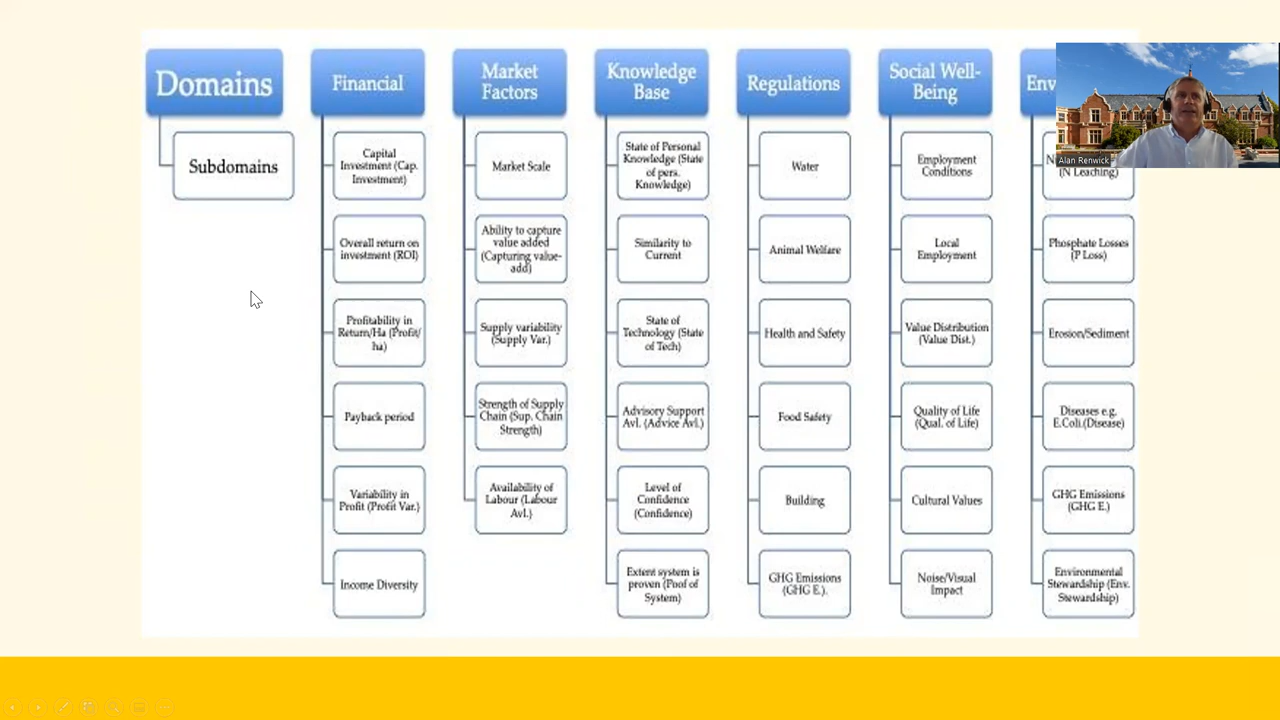 Domains
Subdomains
Financial
Capital
Investment (Cap.
Investment)
Overall return on
investment (ROI)
Profitability in
Return/Ha (Profit/
ha)
Payback period
Variability in
Profit (Profit Var.)
Income Diversity
Market
Factors
Market Scale
Ability to capture
value added
(Capturing value-
add)
Supply variability
(Supply Var.)
Strength of Supply
Chain (Sup. Chain
Strength)
Availability of
Labour (Labour
Avl.)
Knowledge
Base
State of Personal
Knowledge (State
of pers.
Knowledge)
Similarity to
Current
State of
Technology (State
of Tech)
Advisory Support
Avl. (Advice Avl.)
Level of
Confidence
(Confidence)
Extent system is
proven (Poof of
System)
Regulations
Water
Animal Welfare
Health and Safety
Food Safety
Building
GHG Emissions
(GHG E.).
Social Well-
Being
Employment
Conditions
Local
Employment
Value Distribution
(Value Dist.)
Quality of Life
(Qual. of Life)
Cultural Values
Noise/Visual
Impact
Env
N
(N Leaching)
Phosphate Losses
(P Loss)
Erosion/Sediment
Diseases e.g.
E.Coli.(Disease)
GHG Emissions
(GHG E.)
Environmental
Stewardship (Env.
Stewardship)
Alan Renwick